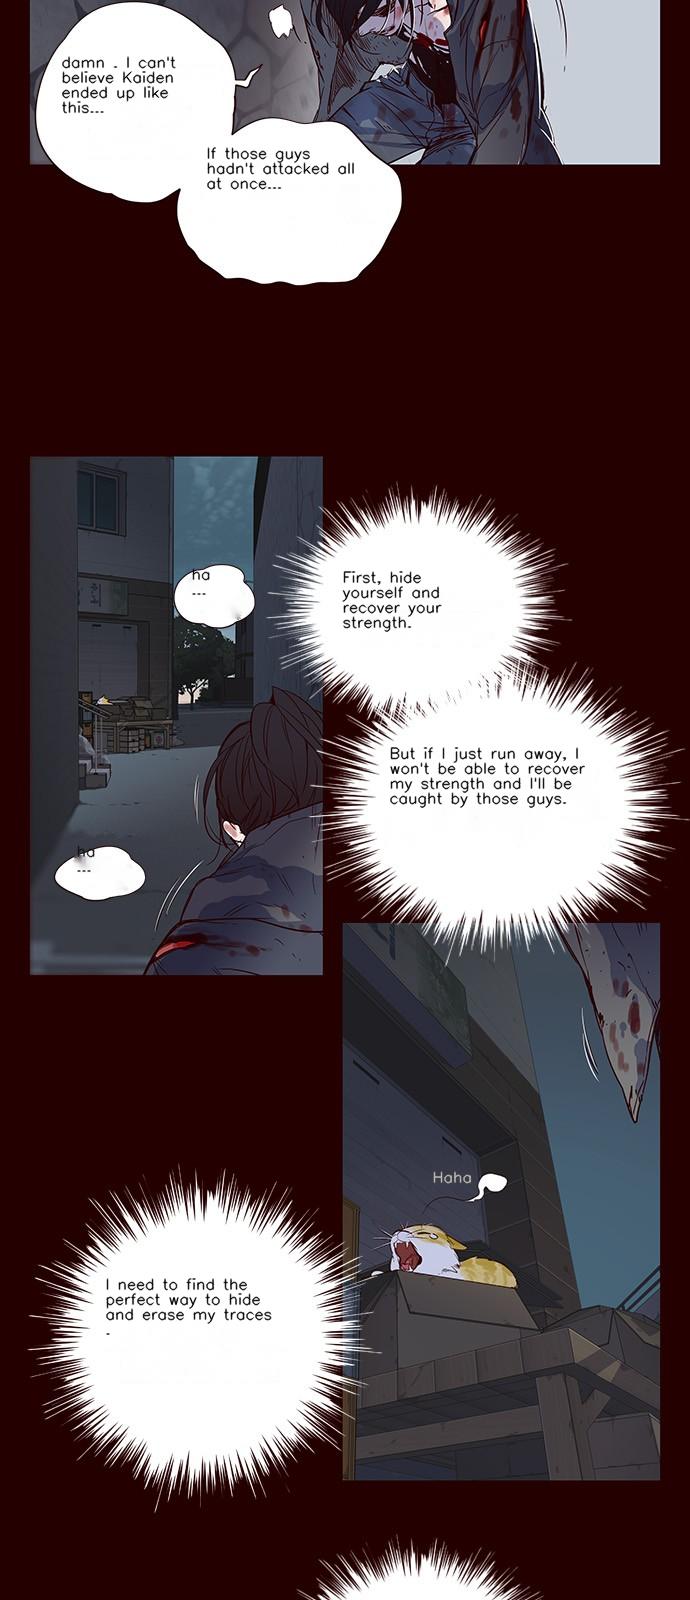 damn . I can't
believe Kaiden
ended up like
this...
If those guys
hadn't attacked all
at once...
ha
...
First, hide
yourself and
recover your
strength.
But if I just run away, I
won't be able to recover
my strength and I'll be
caught by those guys.
ha
...
Haha
I need to find the
perfect way to hide
and erase my traces
.